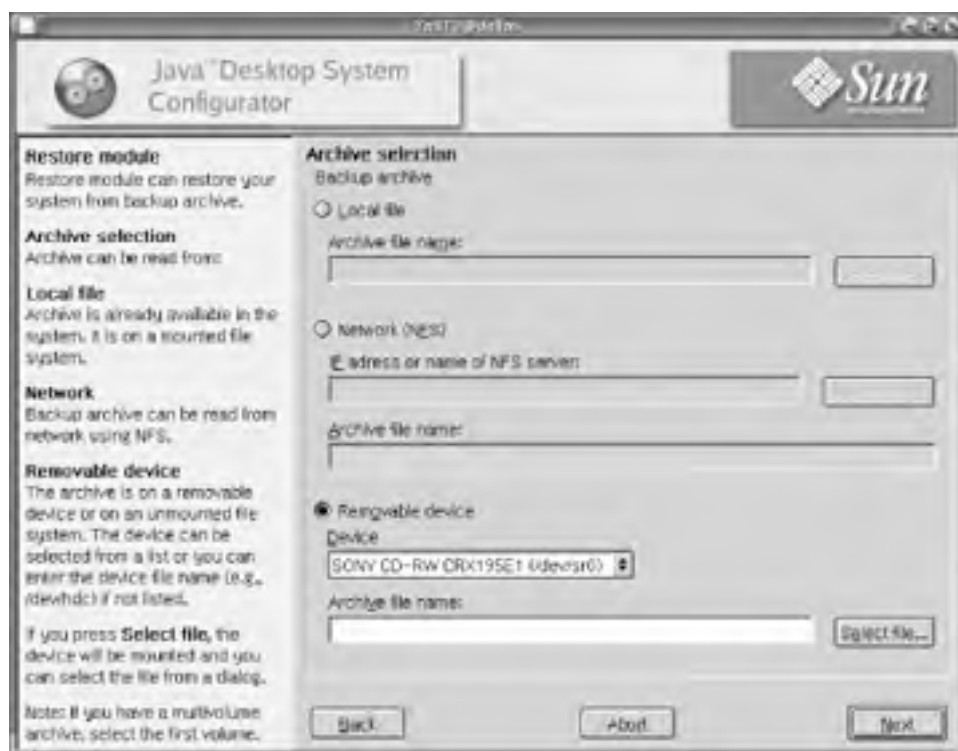 Java™Desktop System
Configurator
Sun
Restore module
Restore module can restore your
system from backup archive.
Archive selection
Archive can be read from:
Local file
Archive is already available in the
system. It is on a mounted file
system.
Network
Backup archive can be read from
network using NFS.
Removable device
The archive is on a removable
device or on an unmounted file
system. The device can be
selected from a list or you can
enter the device file name (e.g.,
/dev/hdc) if not listed.
If you press Select file, the
device will be mounted and you
can select the file from a dialog.
Note: If you have a multivolume
archive, select the first volume.
Archive selection
Backup archive
Local file
Archive file name:
Network (NFS)
IP adress or name of NFS server:
Archive file name:
Removable device
Device
SONY CD-RW CRX195E1 (/dev/sr0)
Archive file name:
Select file...
Back
Abort
Next